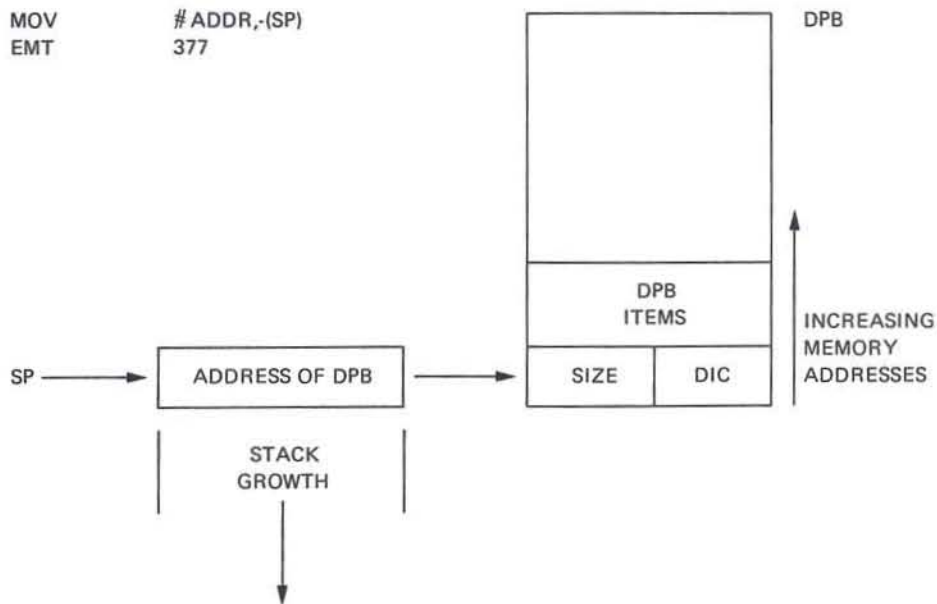 MOV #ADDR,-(SP)
EMT 377
DPB
DPB
ITEMS
INCREASING
MEMORY
ADDRESSES
SP
ADDRESS OF DPB
SIZE
DIC
STACK
GROWTH